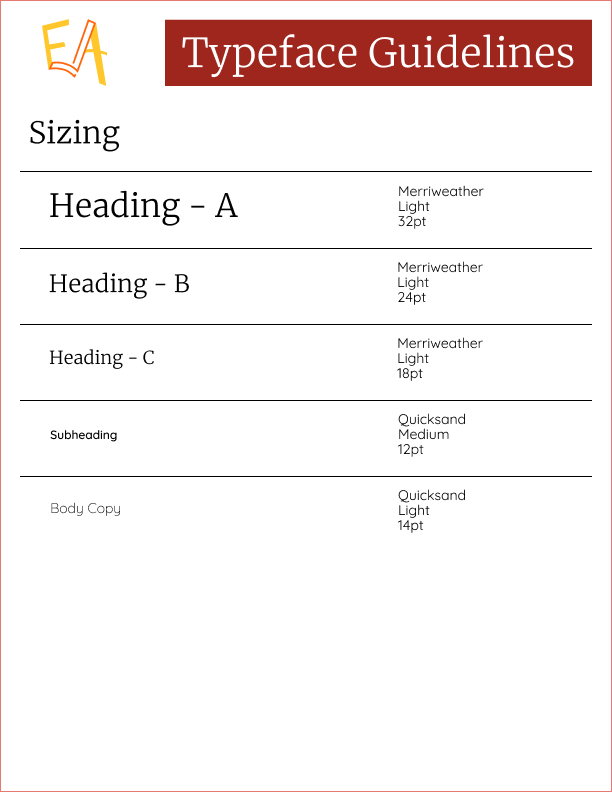 EA
Typeface Guidelines
Sizing
Heading - A
Merriweather
Light
32pt
Heading - B
Merriweather
Light
24pt
Heading - C
Merriweather
Light
18pt
Subheading
Quicksand
Medium
12pt
Body Copy
Quicksand
Light
14pt